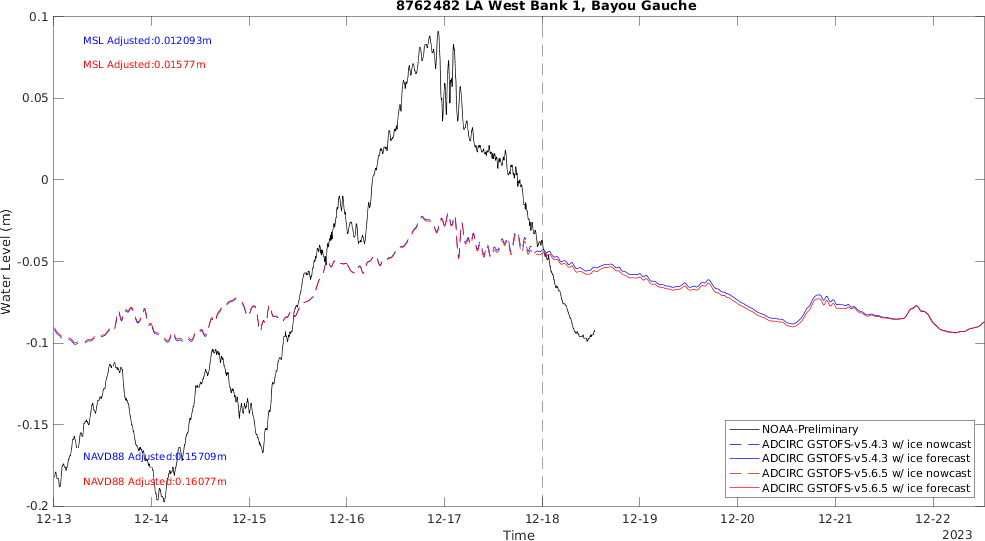 8762482 LA West Bank 1, Bayou Gauche
MSL Adjusted:0.012093m
MSL Adjusted:0.01577m
NAVD88 Adjusted:0.15709m
NAVD88 Adjusted:0.16077m
Water Level (m)
0.1
0.05
0
-0.05
-0.1
-0.15
-0.2
12-13 12-14 12-15 12-16 12-17 12-18 12-19 12-20 12-21 12-22
Time
2023
NOAA-Preliminary
ADCIRC GSTOFS-v5.4.3 w/ ice nowcast
ADCIRC GSTOFS-v5.4.3 w/ ice forecast
ADCIRC GSTOFS-v5.6.5 w/ ice nowcast
ADCIRC GSTOFS-v5.6.5 w/ ice forecast